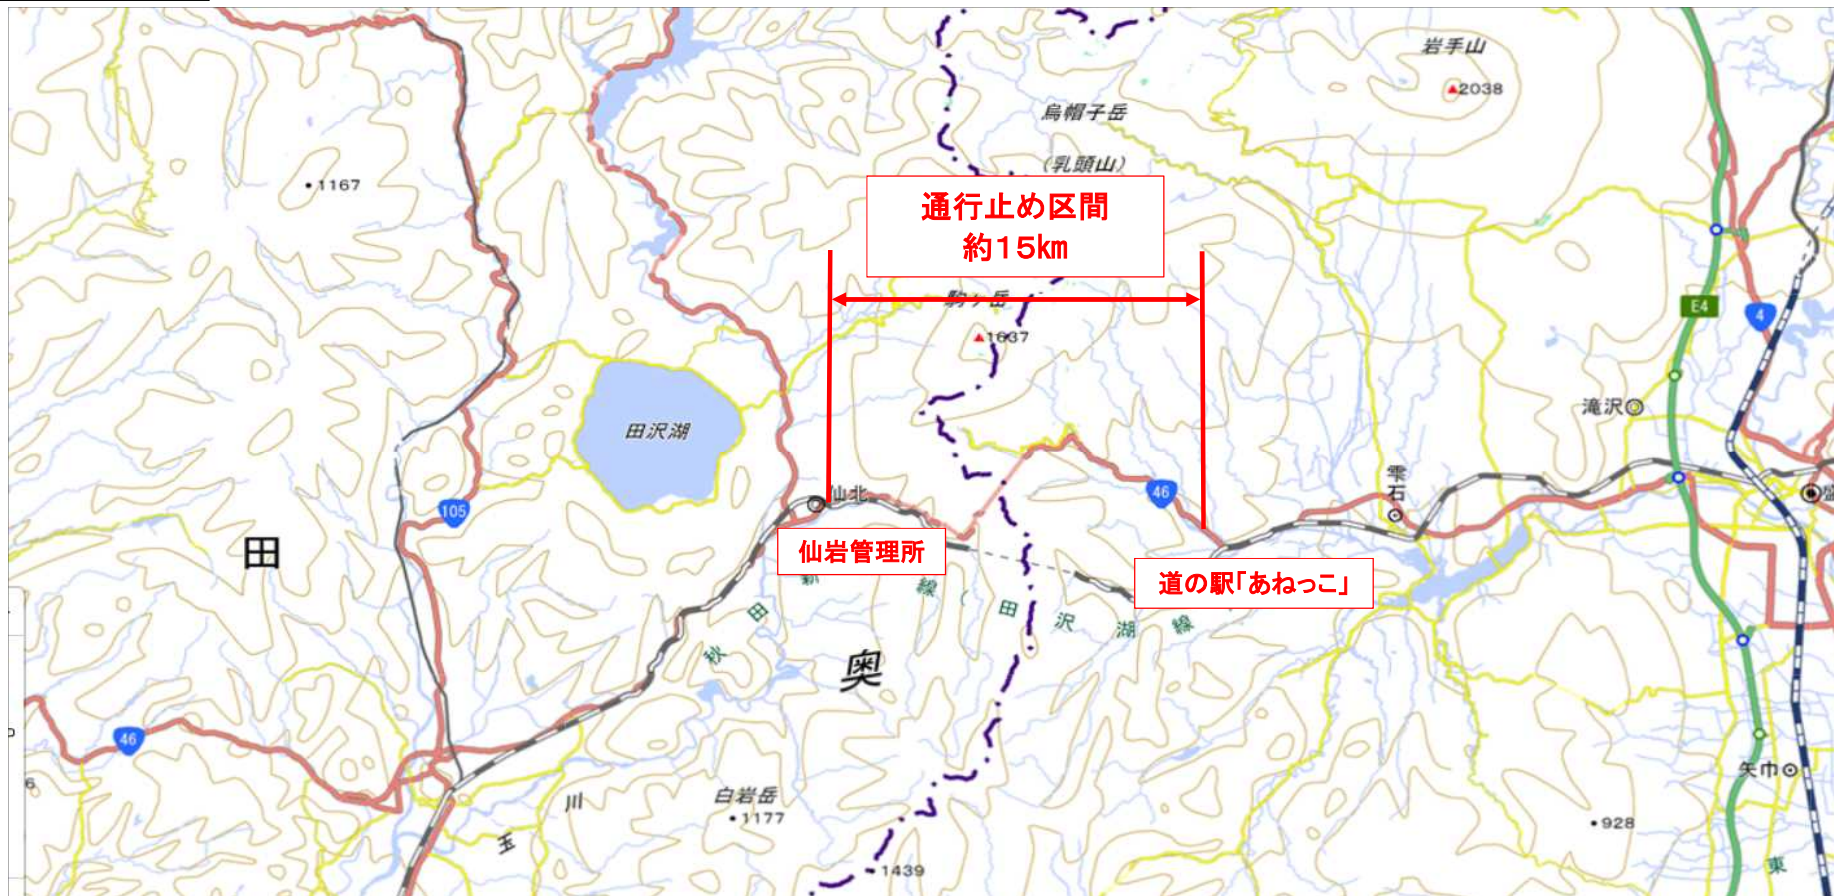 岩手山
2038
烏帽子岳
(乳頭山)
1167
通行止め区間
約15㎞
駒ヶ岳
1637
E4
4
滝沢
田沢湖
仙北
46
雫石
盛
105
田
仙岩管理所
道の駅「あねっこ」
秋田新 線(田沢湖線
奥
46
白岩岳
1177
玉川
矢巾
928
1439
東
6